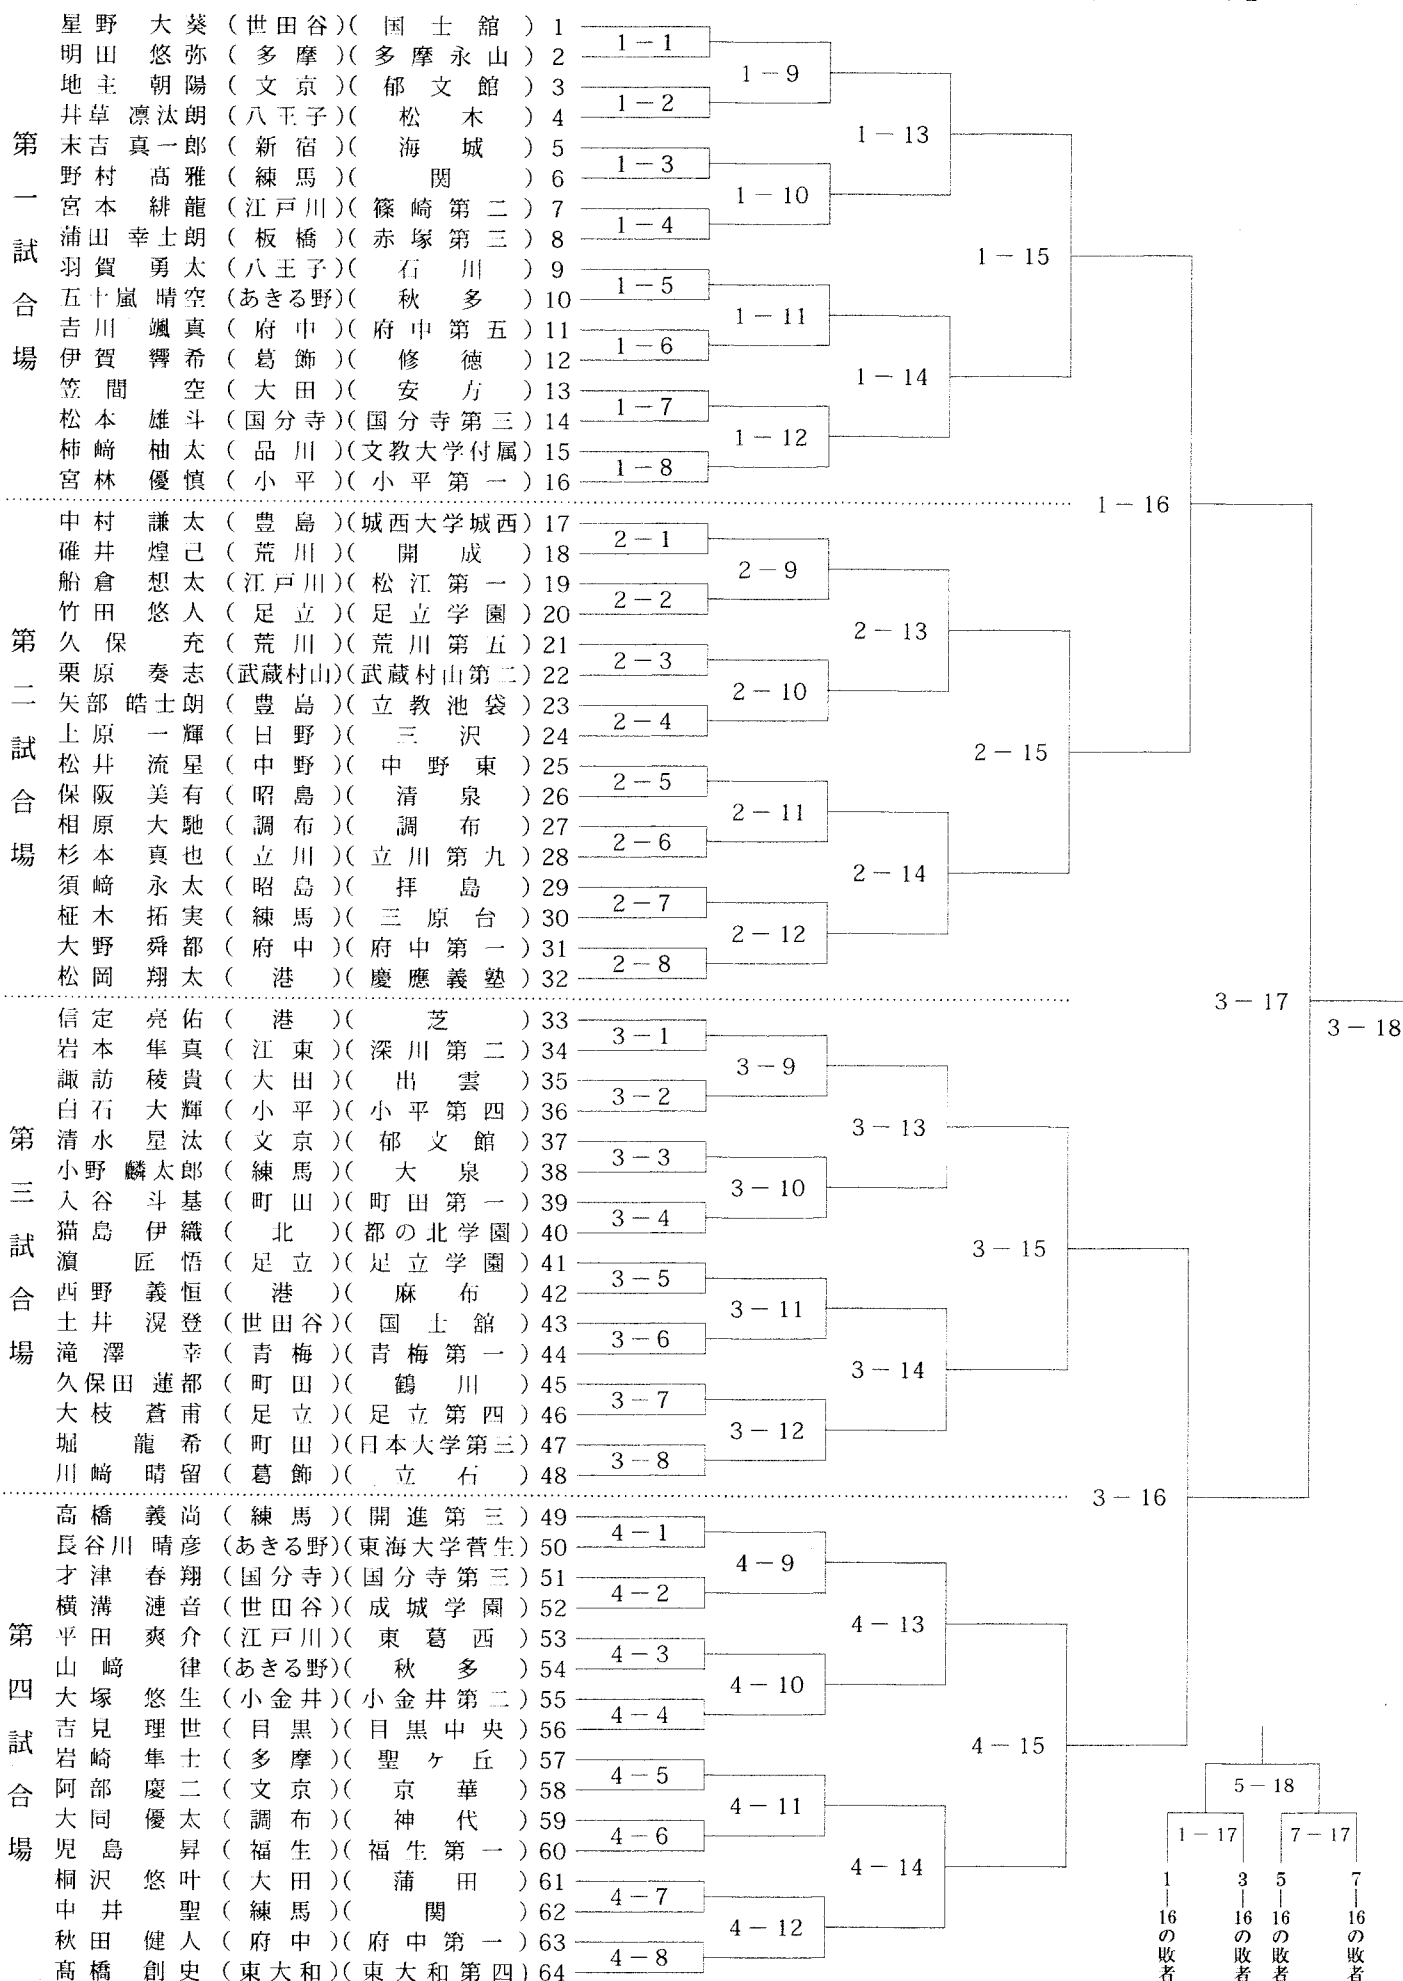 第一試合場
星野 大葵 (世田谷)(国士舘) 1
明田 悠弥 (多摩)(多摩永山) 2
地主 朝陽 (文京)(郁文館) 3
井草 凛汰朗 (八王子)(松木) 4
末吉 真一郎 (新宿)(海城) 5
野村 高雅 (練馬)(関) 6
宮本 緋龍 (江戸川)(篠崎第二) 7
蒲田 幸士朗 (板橋)(赤塚第三) 8
羽賀 勇太 (八王子)(石川) 9
五十嵐 晴空 (あきる野)(秋多) 10
吉川 颯真 (府中)(府中第五) 11
伊賀 響希 (葛飾)(修徳) 12
笠間 空 (大田)(安方) 13
松本 雄斗 (国分寺)(国分寺第三) 14
柿崎 柚太 (品川)(文教大学付属) 15
宮林 優慎 (小平)(小平第一) 16
1-1
1-2
1-3
1-4
1-5
1-6
1-7
1-8
1-9
1-10
1-11
1-12
1-13
1-14
1-15
1-16
第二試合場
中村 謙太 (豊島)(城西大学城西) 17
碓井 煌己 (荒川)(開成) 18
船倉 想太 (江戸川)(松江第一) 19
竹田 悠人 (足立)(足立学園) 20
久保 充 (荒川)(荒川第五) 21
栗原 奏志 (武蔵村山)(武蔵村山第二) 22
矢部 皓士朗 (豊島)(立教池袋) 23
上原 一輝 (日野)(三沢) 24
松井 流星 (中野)(中野東) 25
保阪 美有 (昭島)(清泉) 26
相原 大馳 (調布)(調布) 27
杉本 真也 (立川)(立川第九) 28
須崎 永太 (昭島)(拝島) 29
柾木 拓実 (練馬)(三原台) 30
大野 舜都 (府中)(府中第一) 31
松岡 翔太 (港)(慶應義塾) 32
2-1
2-2
2-3
2-4
2-5
2-6
2-7
2-8
2-9
2-10
2-11
2-12
2-13
2-14
2-15
第三試合場
信定 亮佑 (港)(芝) 33
岩本 隼真 (江東)(深川第二) 34
諏訪 稜貴 (大田)(出雲) 35
白石 大輝 (小平)(小平第四) 36
清水 星汰 (文京)(郁文館) 37
小野 麟太郎 (練馬)(大泉) 38
入谷 斗基 (町田)(町田第一) 39
猫島 伊織 (北)(都の北学園) 40
濵 匠悟 (足立)(足立学園) 41
西野 義恒 (港)(麻布) 42
土井 滉登 (世田谷)(国士舘) 43
滝澤 幸 (青梅)(青梅第一) 44
久保田 蓮都 (町田)(鶴川) 45
大枝 蒼甫 (足立)(足立第四) 46
堀 龍希 (町田)(日本大学第三) 47
川崎 晴留 (葛飾)(立石) 48
3-1
3-2
3-3
3-4
3-5
3-6
3-7
3-8
3-9
3-10
3-11
3-12
3-13
3-14
3-15
3-16
3-17
3-18
第四試合場
高橋 義尚 (練馬)(開進第三) 49
長谷川 晴彦 (あきる野)(東海大学菅生) 50
才津 春翔 (国分寺)(国分寺第三) 51
横溝 漣音 (世田谷)(成城学園) 52
平田 爽介 (江戸川)(東葛西) 53
山崎 律 (あきる野)(秋多) 54
大塚 悠生 (小金井)(小金井第二) 55
吉見 理世 (目黒)(目黒中央) 56
岩崎 隼士 (多摩)(聖ヶ丘) 57
阿部 慶二 (文京)(京華) 58
大同 優太 (調布)(神代) 59
児島 昇 (福生)(福生第一) 60
桐沢 悠叶 (大田)(蒲田) 61
中井 聖 (練馬)(関) 62
秋田 健人 (府中)(府中第一) 63
髙橋 創史 (東大和)(東大和第四) 64
4-1
4-2
4-3
4-4
4-5
4-6
4-7
4-8
4-9
4-10
4-11
4-12
4-13
4-14
4-15
5-18
1-17
7-17
1-16の敗者
3-16の敗者
5-16の敗者
7-16の敗者